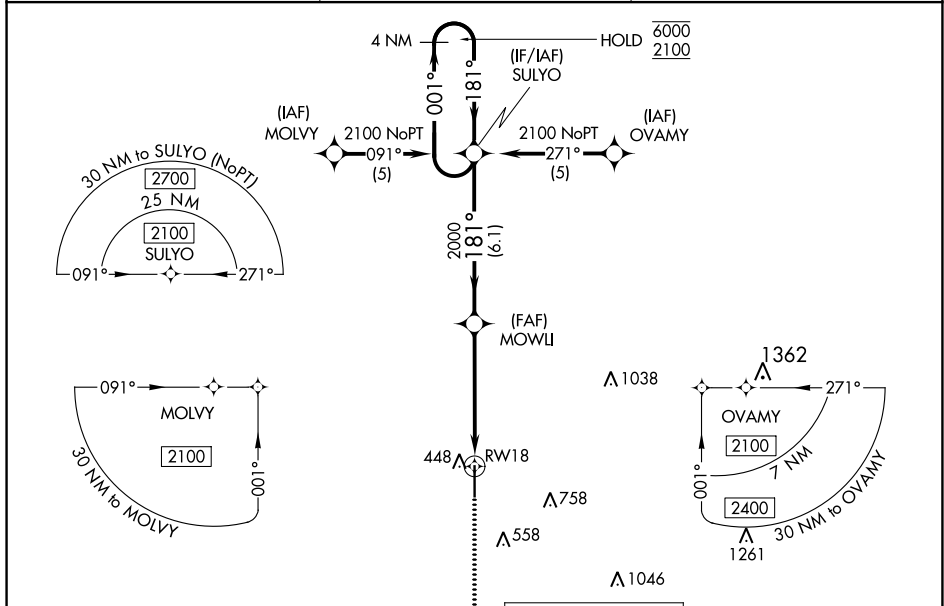 4 NM
HOLD
6000
2100
(IF/IAF)
SULYO
001°
181°
(IAF)
MOLVY
2100 NoPT
091°
(5)
2100 NoPT
271°
(5)
(IAF)
OVAMY
30 NM to SULYO (NoPT)
2700
25 NM
2100
SULYO
091°
271°
2000
181°
(6.1)
(FAF)
MOWLI
1038
1362
091°
MOLVY
2100
001°
30 NM to MOLVY
271°
OVAMY
2100
7 NM
001°
2400
30 NM to OVAMY
1261
448
RW18
758
558
1046